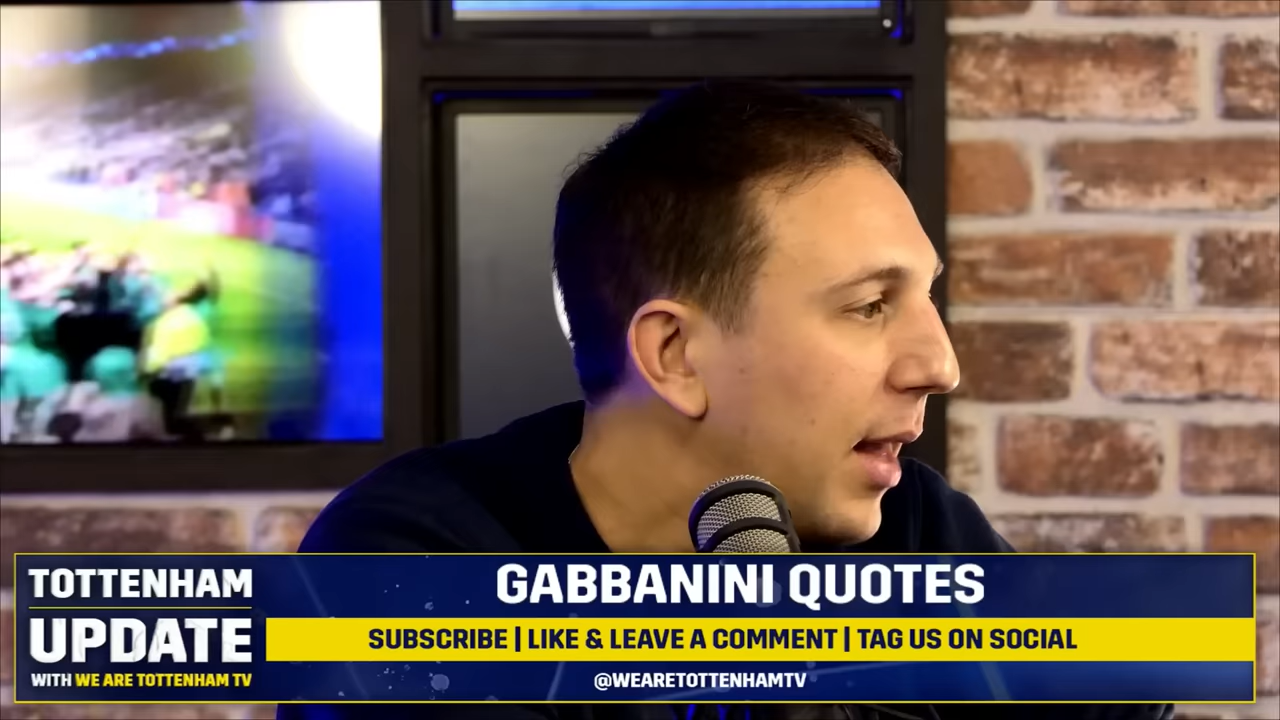 TOTTENHAM
UPDATE
WITH WE ARE TOTTENHAM TV
GABBANINI QUOTES
SUBSCRIBE | LIKE & LEAVE A COMMENT | TAG US ON SOCIAL
@WEARETOTTENHAMTV